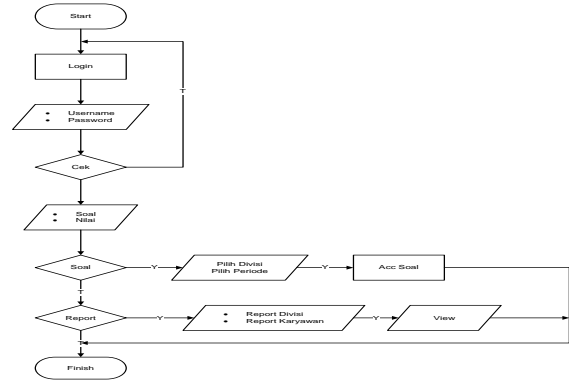 Start
Login
T
• Username
• Password
Cek
• Soal
• Nilai
Soal
Y
Pilih Divisi
Pilih Periode
Y
Acc Soal
T
Report
Y
• Report Divisi
• Report Karyawan
Y
View
T
Finish